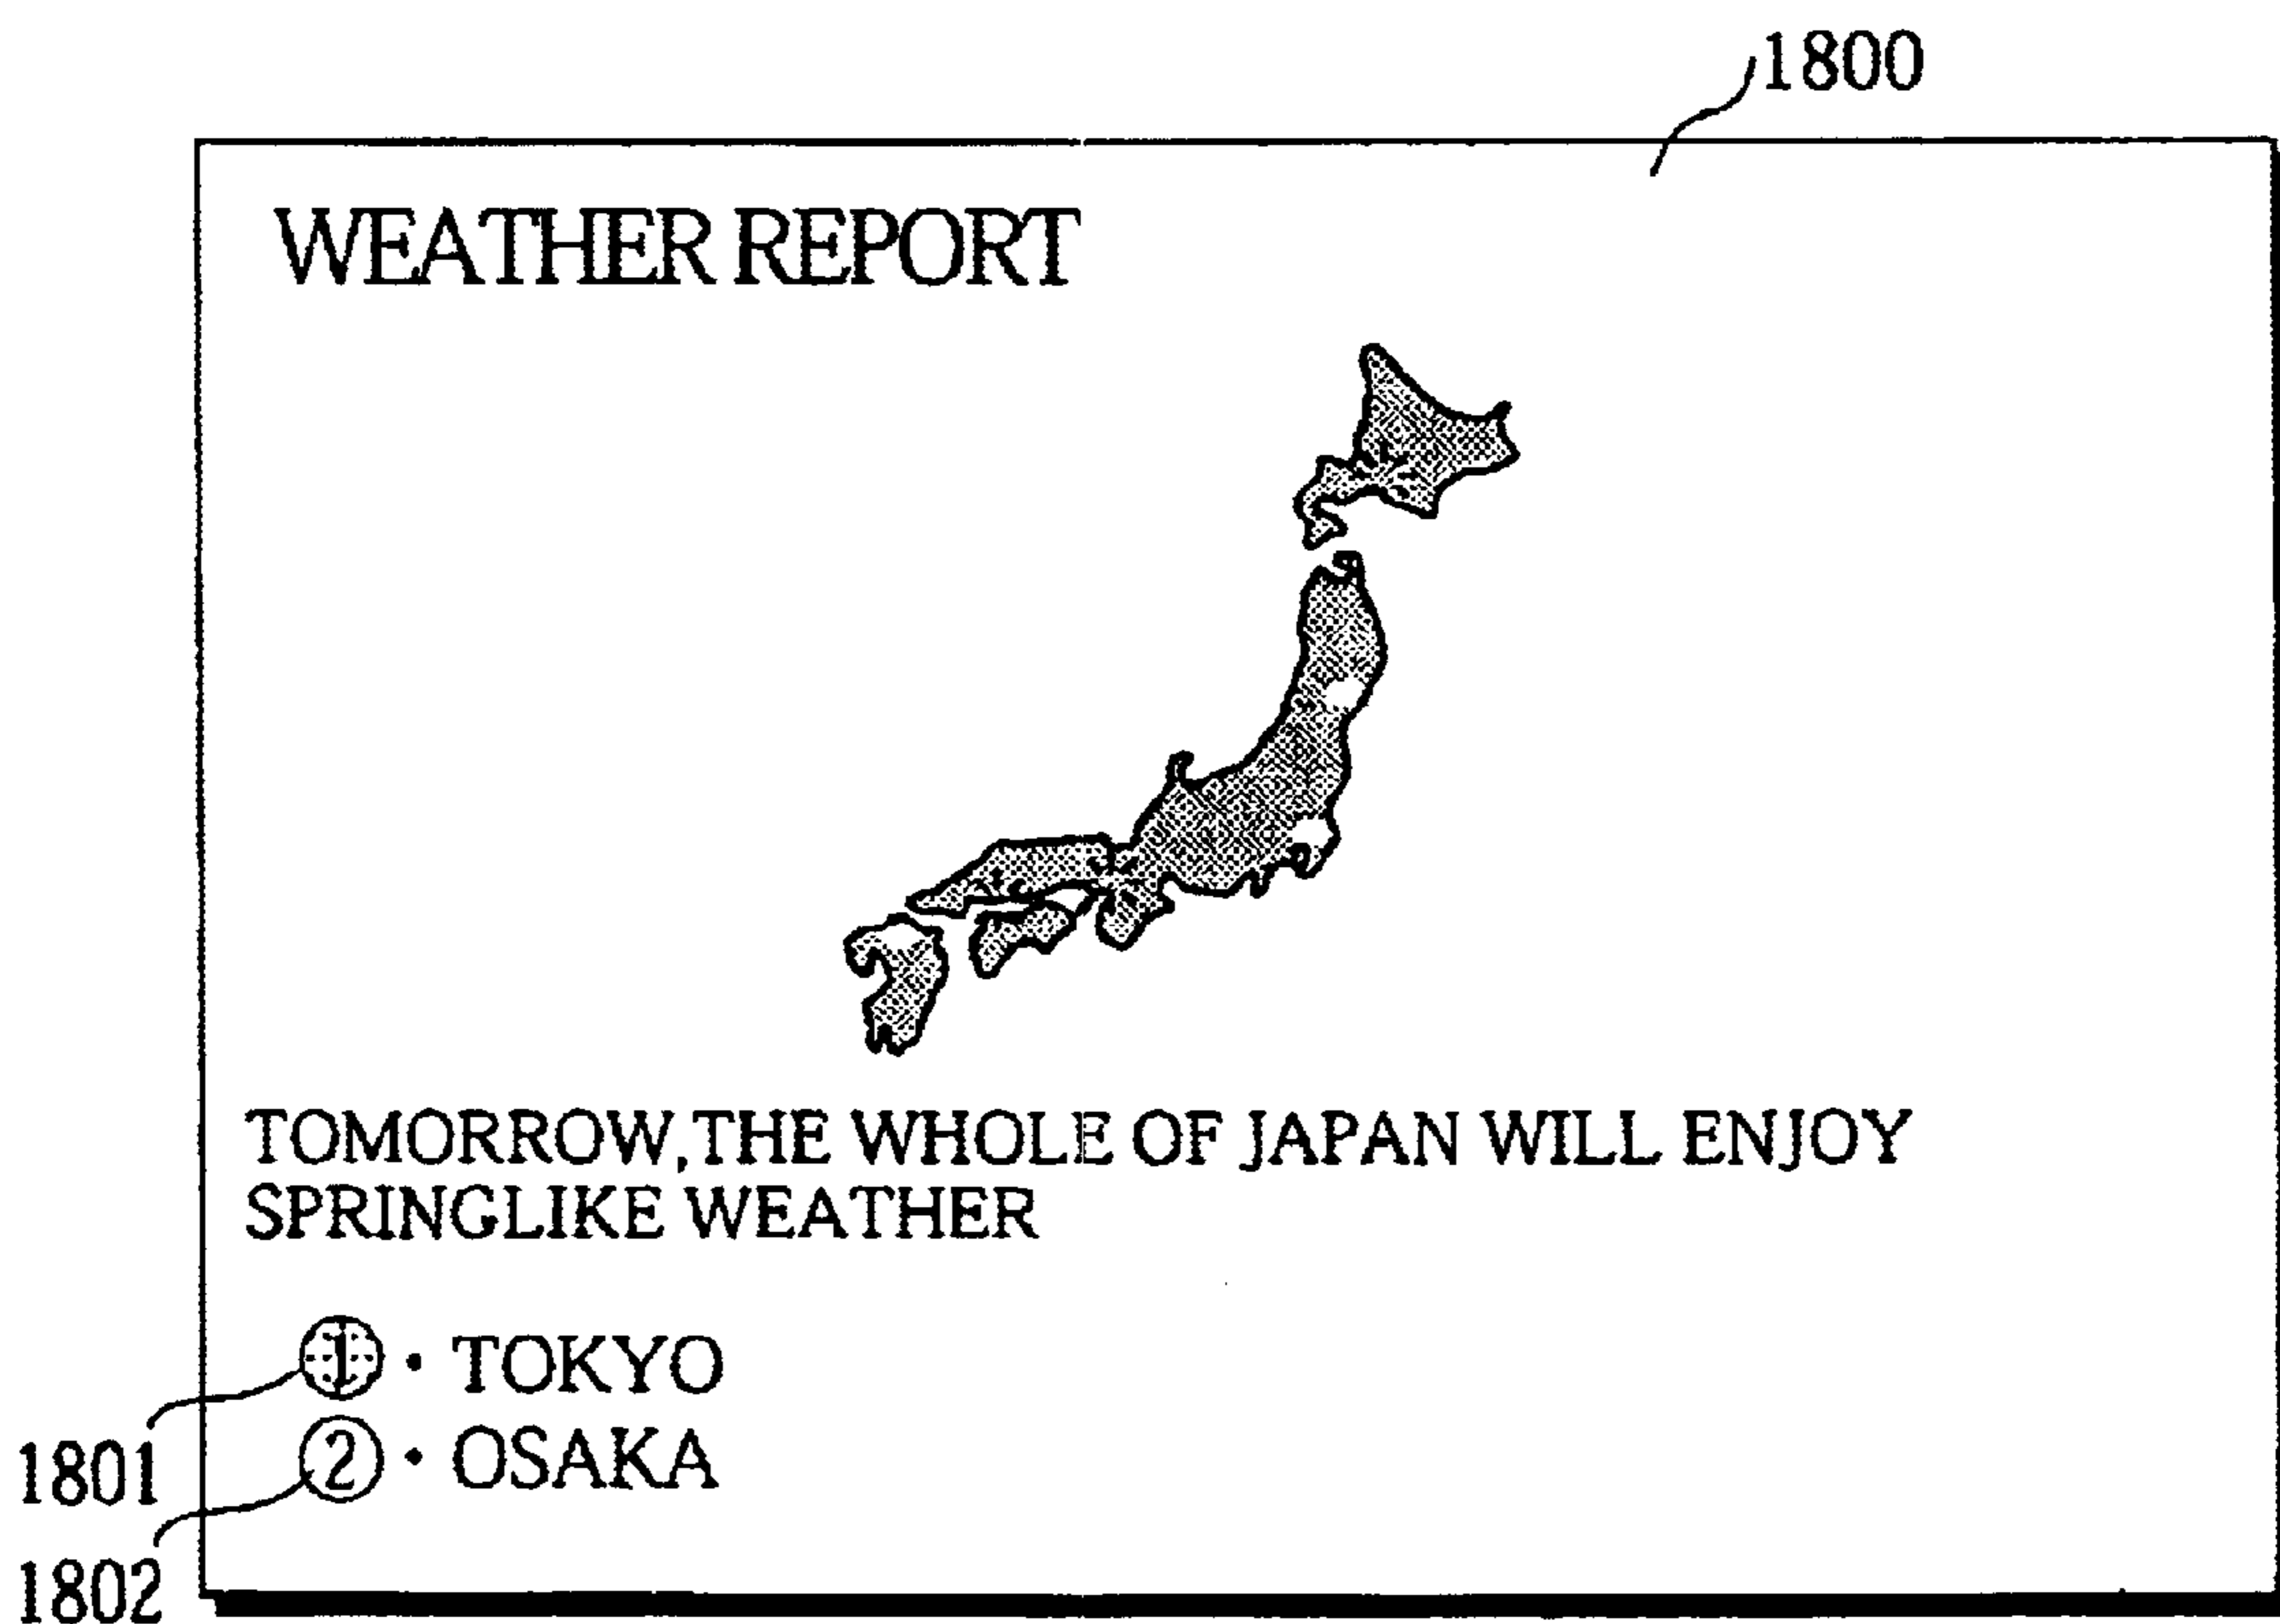 1800
WEATHER REPORT
TOMORROW,THE WHOLE OF JAPAN WILL ENJOY
SPRINGLIKE WEATHER
①・TOKYO
②・OSAKA
1801
1802